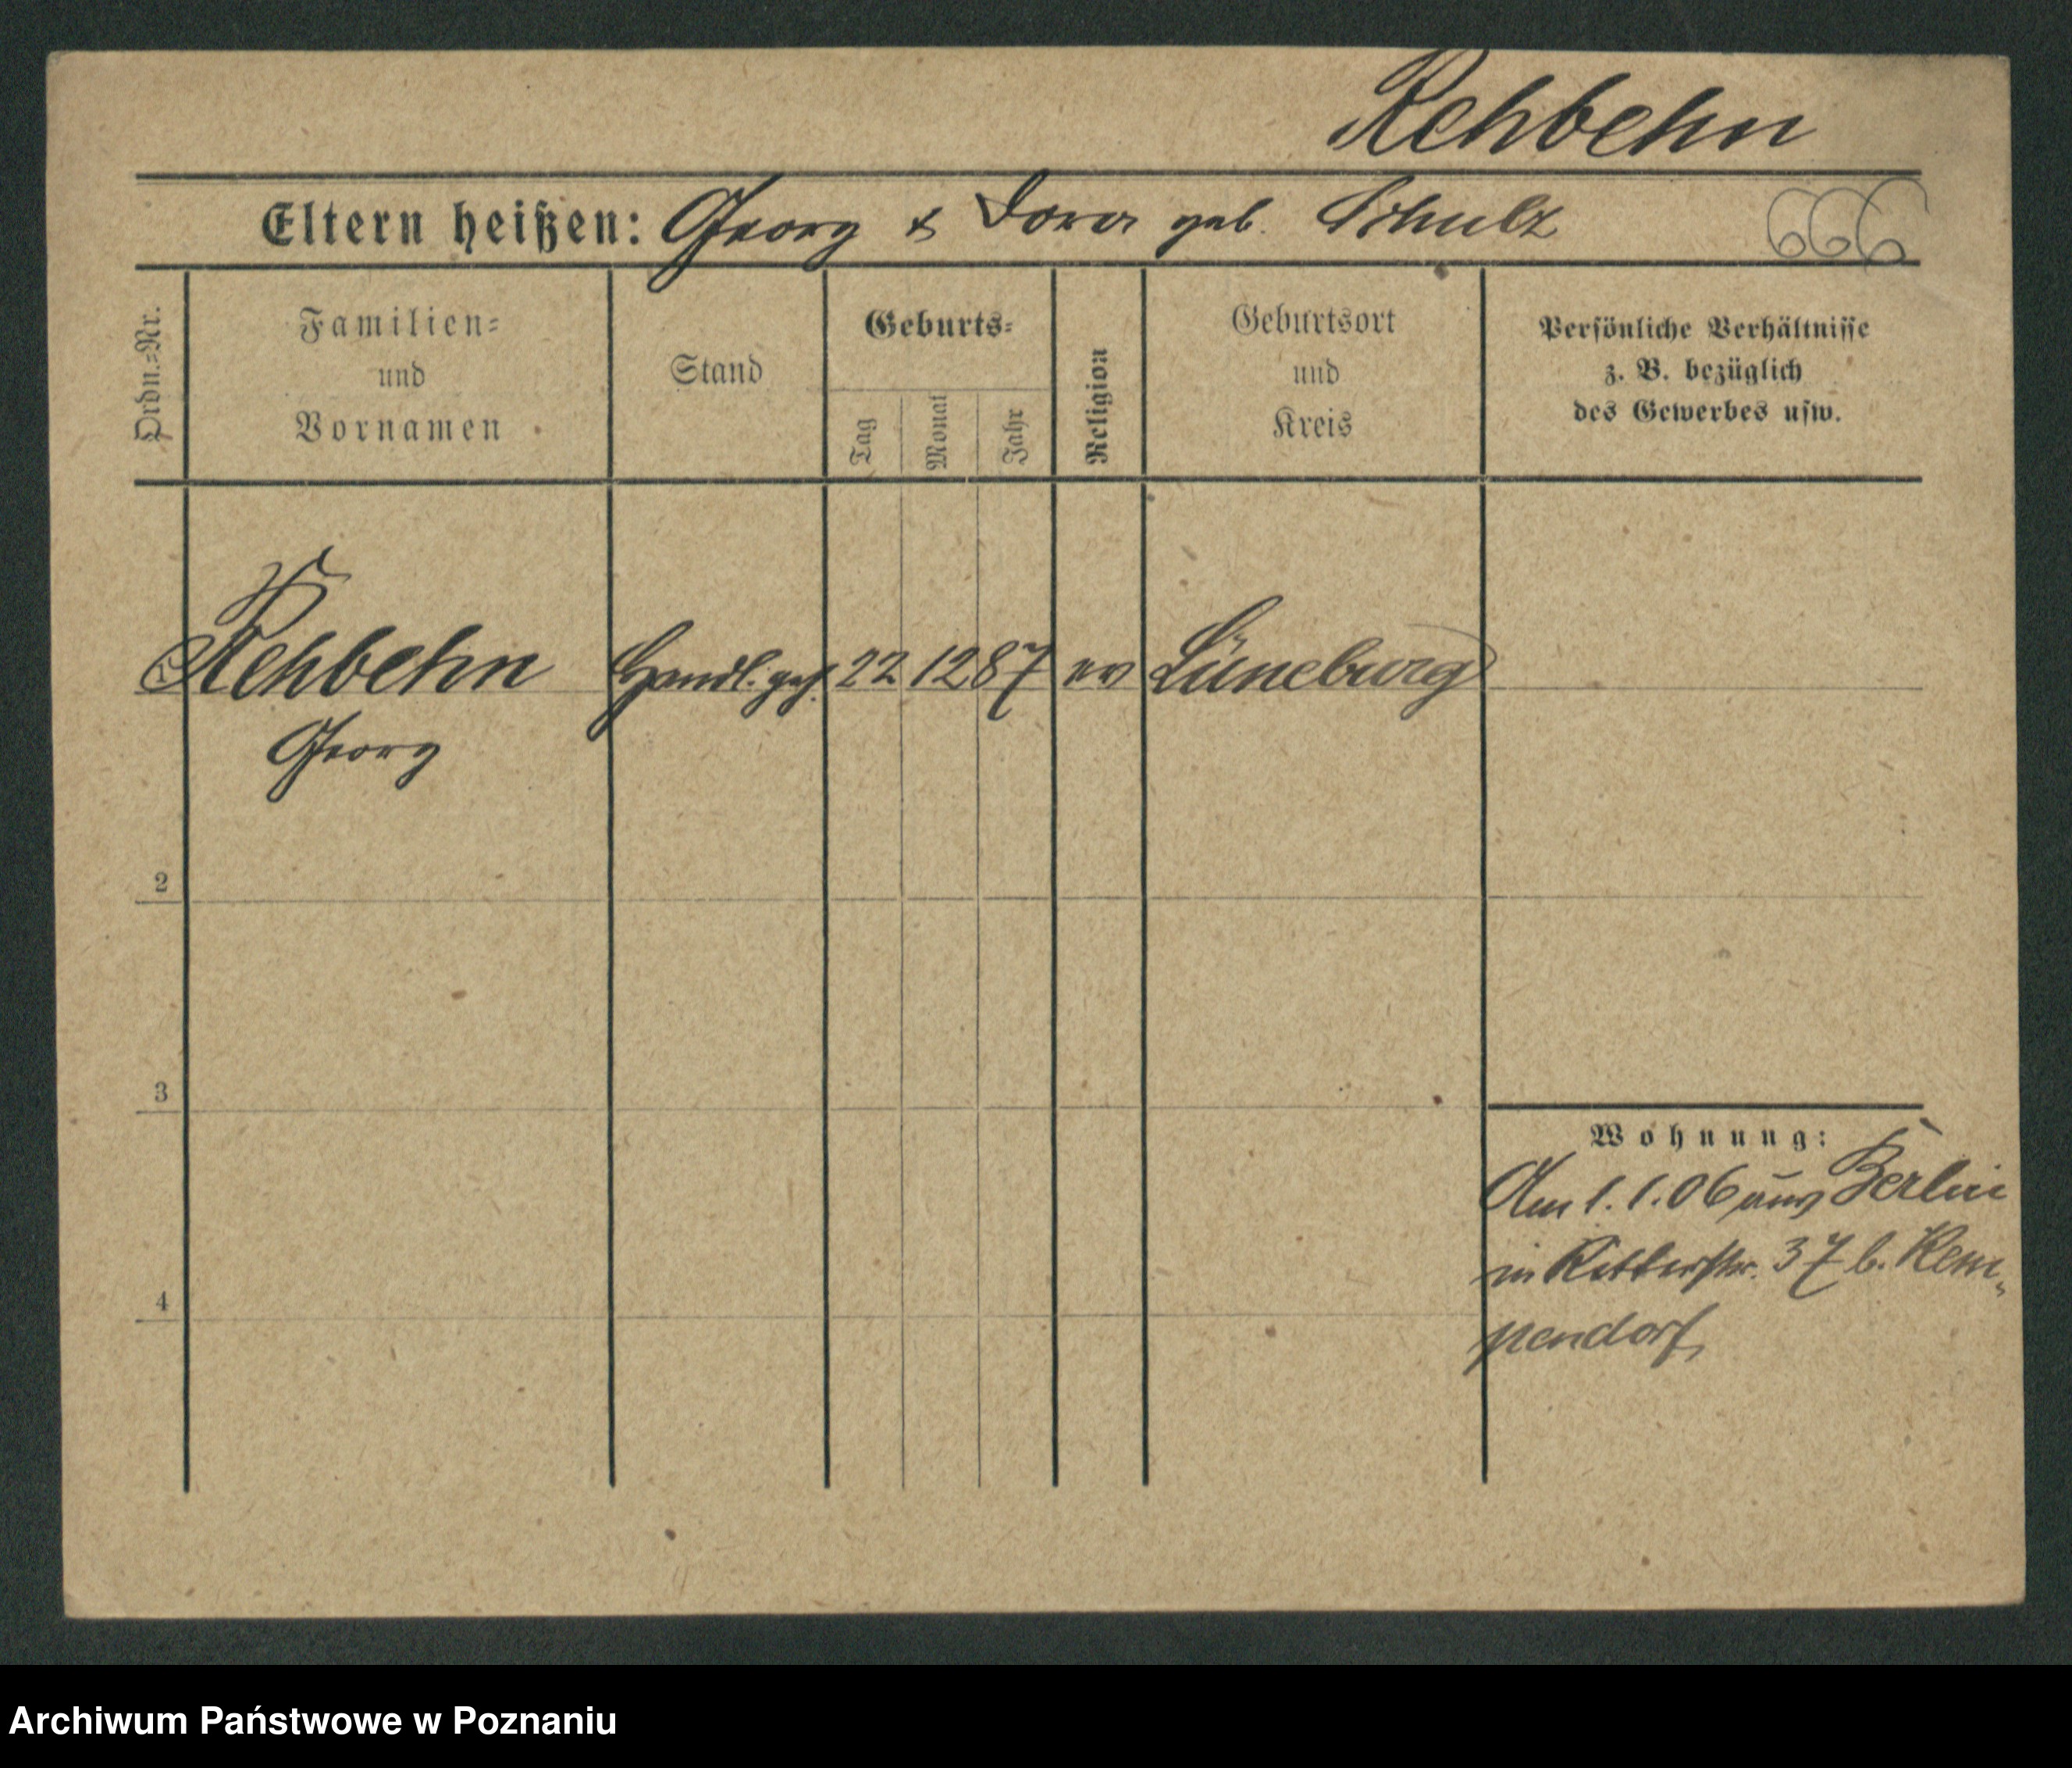 Rehbehn
Eltern heißen: Georg & Dora geb. Schulz
666
Ordn.=Nr.
Familien=
und
Vornamen
Stand
Geburts=
Tag
Monat
Jahr
Religion
Geburtsort
und
Kreis
Persönliche Verhältnisse
z. B. bezüglich
des Gewerbes usw.
Rehbehn Handl. geh. 22 12 87 ev Lüneburg
Georg
2
3
4
Wohnung:
Am 1.1.06 aus Berlin
in Ritterstr. 37 b. Kem„
pendorf
Archiwum Państwowe w Poznaniu